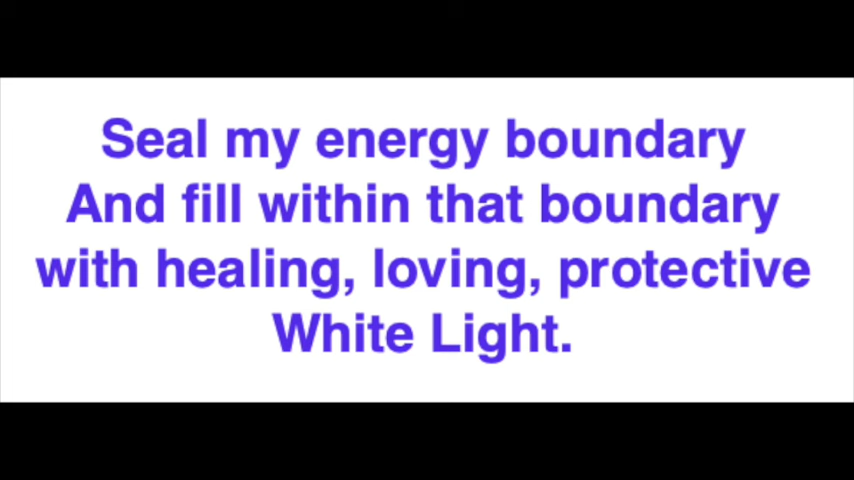 Seal my energy boundary
And fill within that boundary
with healing, loving, protective
White Light.